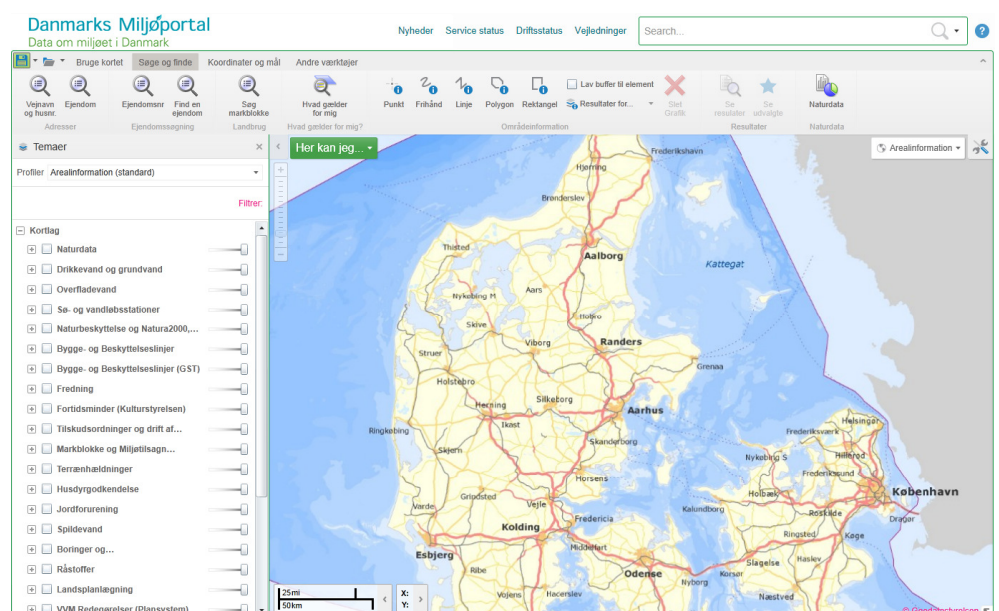 Danmarks Miljøportal
Data om miljøet i Danmark
Nyheder Service status Driftsstatus Vejledninger
Search...
Bruge kortet Søge og finde Koordinater og mål Andre værktøjer
Vejnavn og husnr.
Ejendom
Ejendomsnr
Find en ejendom
Søg markblokke
Hvad gælder for mig
Punkt
Frihånd
Linje
Polygon
Rektangel
Lav buffer til element
Resultater for...
Slet Grafik
Se resultater
Se udvalgte
Naturdata
Adresser
Ejendomssøgning
Landbrug
Hvad gælder for mig?
Områdeinformation
Resultater
Naturdata
Temaer
Profiler Arealinformation (standard)
Filtrer:
Kortlag
Naturdata
Drikkevand og grundvand
Overfladevand
Sø- og vandløbsstationer
Naturbeskyttelse og Natura2000,...
Bygge- og Beskyttelseslinjer
Bygge- og Beskyttelseslinjer (GST)
Fredning
Fortidsminder (Kulturstyrelsen)
Tilskudsordninger og drift af...
Markblokke og Miljøtilsagn...
Terrænhældninger
Husdyrgodkendelse
Jordforurening
Spildevand
Boringer og...
Råstoffer
Landsplanlægning
VVM Redegørelser (Plansystem)
Her kan jeg...
Arealinformation
Frederikshavn
Hjørring
Brønderslev
Thisted
Aalborg
Kattegat
Nykøbing M
Aars
Hobro
Skive
Viborg
Randers
Struer
Grenaa
Holstebro
Herning
Silkeborg
Aarhus
Ikast
Ringkøbing
Skanderborg
Skjern
Helsingør
Frederiksværk
Nykøbing S
Hillerød
Frederikssund
Horsens
Grindsted
Holbæk
København
Varde
Vejle
Kalundborg
Roskilde
Fredericia
Dragør
Kolding
Ringsted
Køge
Middelfart
Esbjerg
Slagelse
Haslev
Ribe
Odense
Korsør
Nyborg
Vojens
Haderslev
Næstved
25mi
50km
X:
Y:
© Geodatastyrelsen